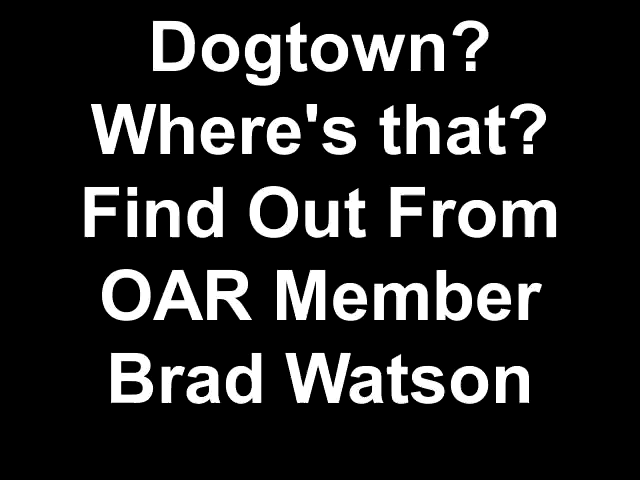 Dogtown?
Where's that?
Find Out From
OAR Member
Brad Watson